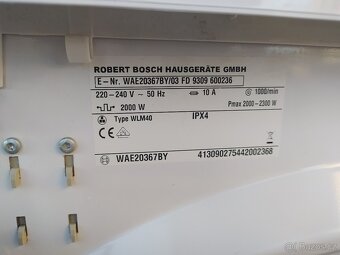 ROBERT BOSCH HAUSGERÄTE GMBH
E-Nr. WAE20367BY/03 FD 9309 600236
220-240 V ~ 50 Hz 10 A 1000/min
2000 W Pmax 2000-2300 W
Type WLM40 IPX4
WAE20367BY 413090275442002368